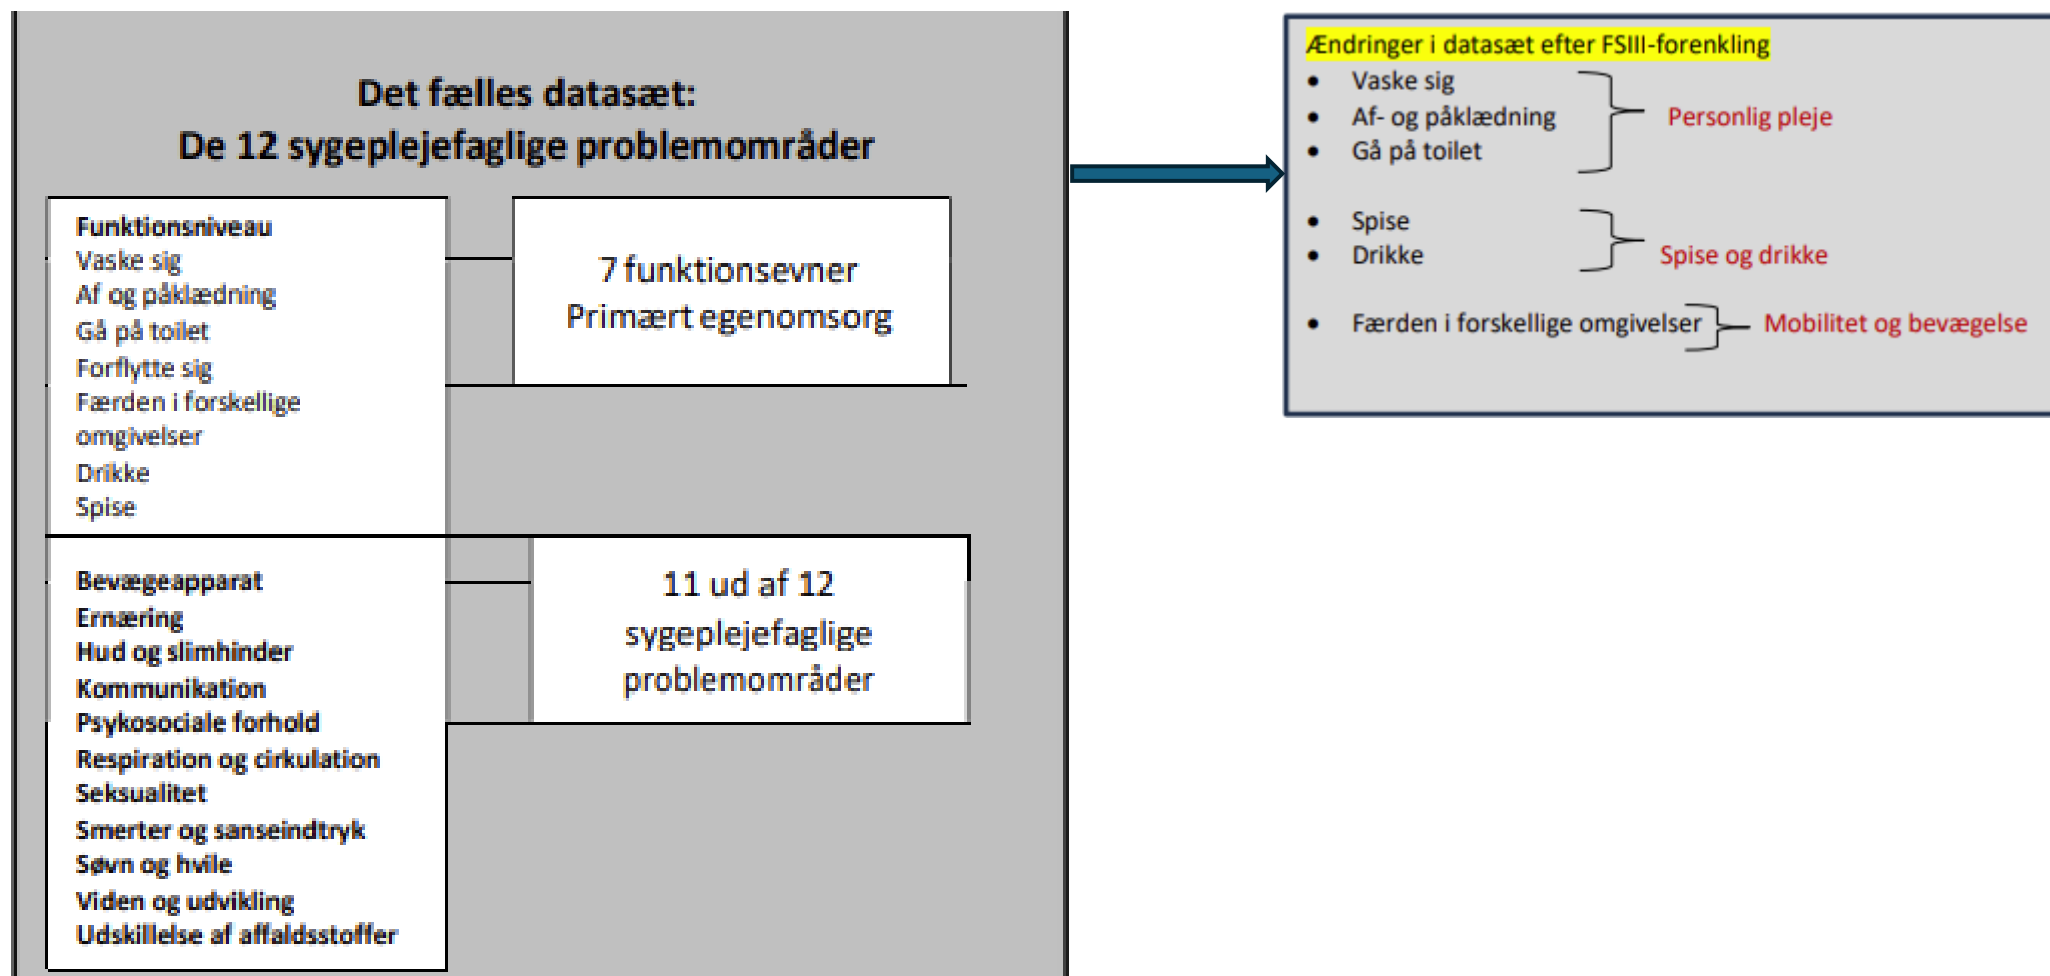 Det fælles datasæt:
De 12 sygeplejefaglige problemområder
Funktionsniveau
Vaske sig
Af og påklædning
Gå på toilet
Forflytte sig
Færden i forskellige
omgivelser
Drikke
Spise
7 funktionsevner
Primært egenomsorg
Bevægeapparat
Ernæring
Hud og slimhinder
Kommunikation
Psykosociale forhold
Respiration og cirkulation
Seksualitet
Smerter og sanseindtryk
Søvn og hvile
Viden og udvikling
Udskillelse af affaldsstoffer
11 ud af 12
sygeplejefaglige
problemområder
Ændringer i datasæt efter FSIII-forenkling
• Vaske sig
• Af- og påklædning
• Gå på toilet
Personlig pleje
• Spise
• Drikke
Spise og drikke
• Færden i forskellige omgivelser
Mobilitet og bevægelse